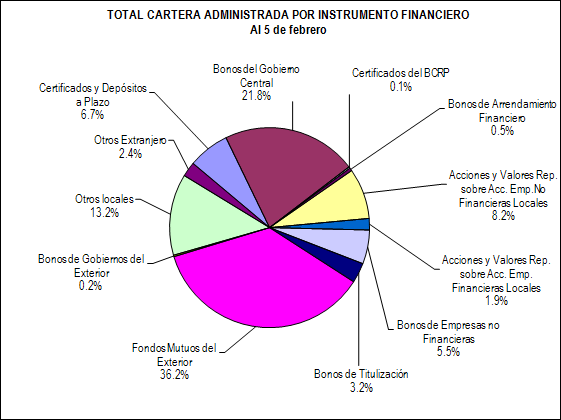 TOTAL CARTERA ADMINISTRADA POR INSTRUMENTO FINANCIERO
Al 5 de febrero
Bonos del Gobierno
Central
21.8%
Certificados del BCRP
0.1%
Bonos de Arrendamiento
Financiero
0.5%
Acciones y Valores Rep.
sobre Acc. Emp.No
Financieras Locales
8.2%
Acciones y Valores Rep.
sobre Acc. Emp.
Financieras Locales
1.9%
Bonos de Empresas no
Financieras
5.5%
Bonos de Titulización
3.2%
Fondos Mutuos del
Exterior
36.2%
Bonos de Gobiernos del
Exterior
0.2%
Otros locales
13.2%
Otros Extranjero
2.4%
Certificados y Depósitos
a Plazo
6.7%